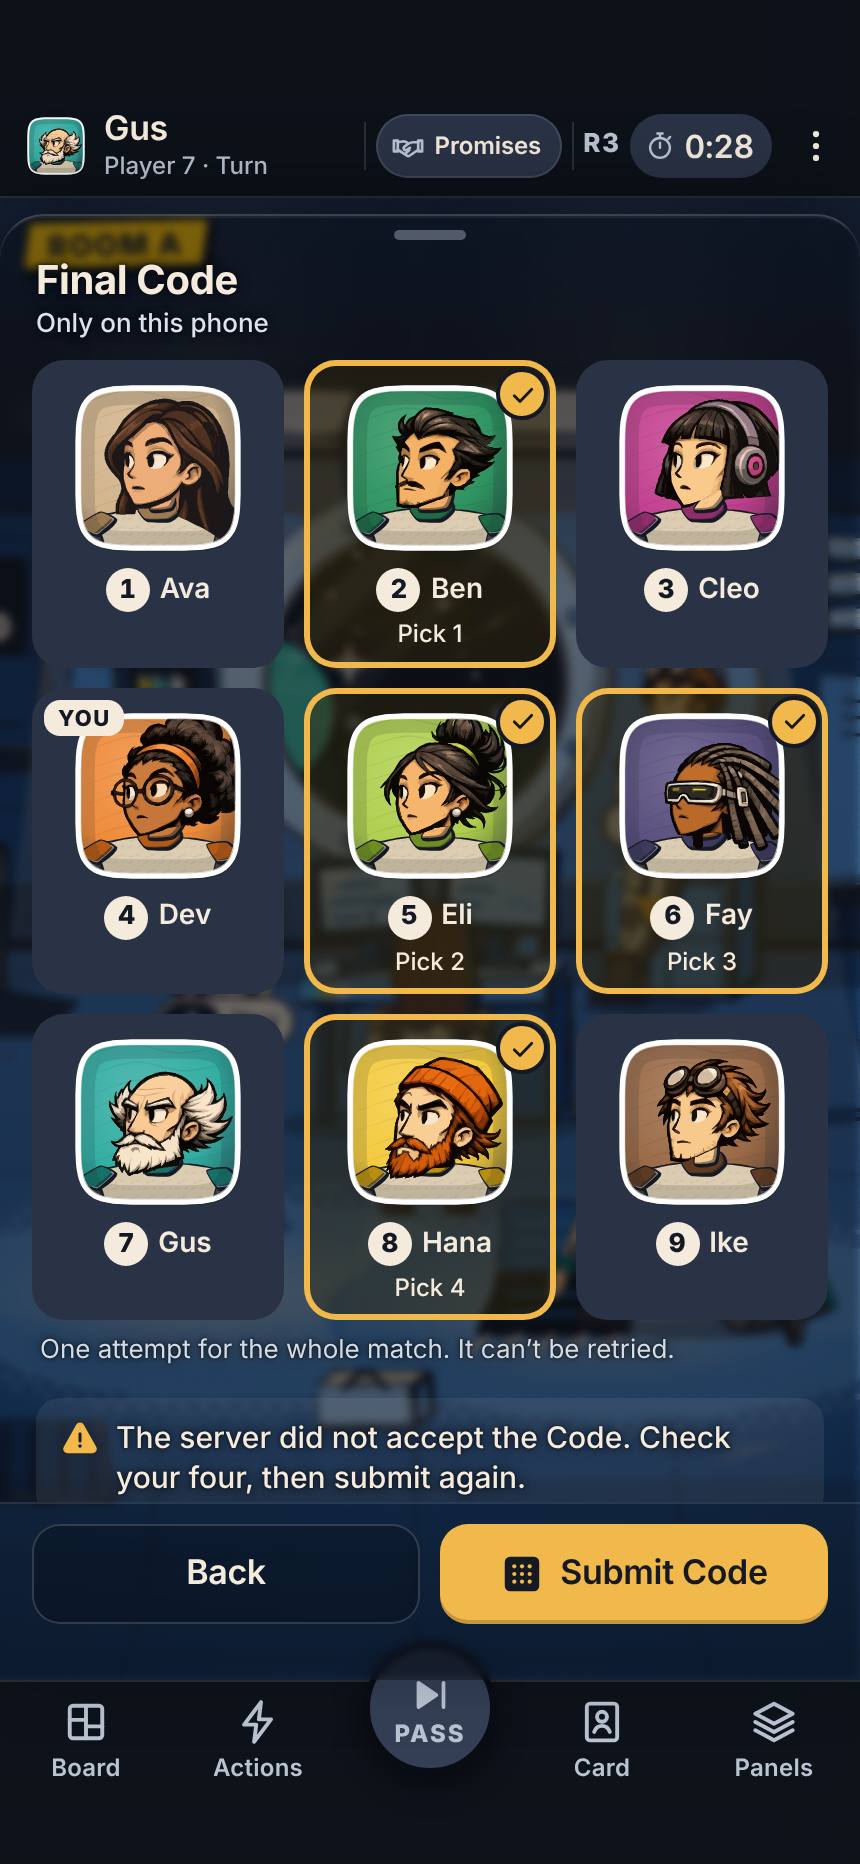 Gus
Player 7 · Turn
Promises
R3
0:28
ROOM A
Final Code
Only on this phone
1 Ava
2 Ben
Pick 1
3 Cleo
YOU
4 Dev
5 Eli
Pick 2
6 Fay
Pick 3
7 Gus
8 Hana
Pick 4
9 Ike
One attempt for the whole match. It can’t be retried.
The server did not accept the Code. Check
your four, then submit again.
Back
Submit Code
Board
Actions
PASS
Card
Panels